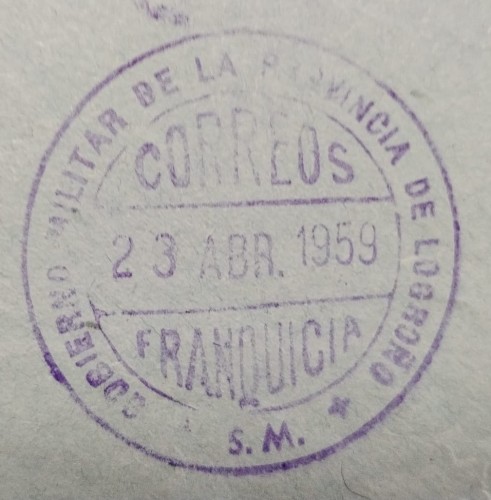 GOBIERNO MILITAR DE LA PROVINCIA DE LOGROÑO
CORREOS
23 ABR. 1959
FRANQUICIA
S.M.